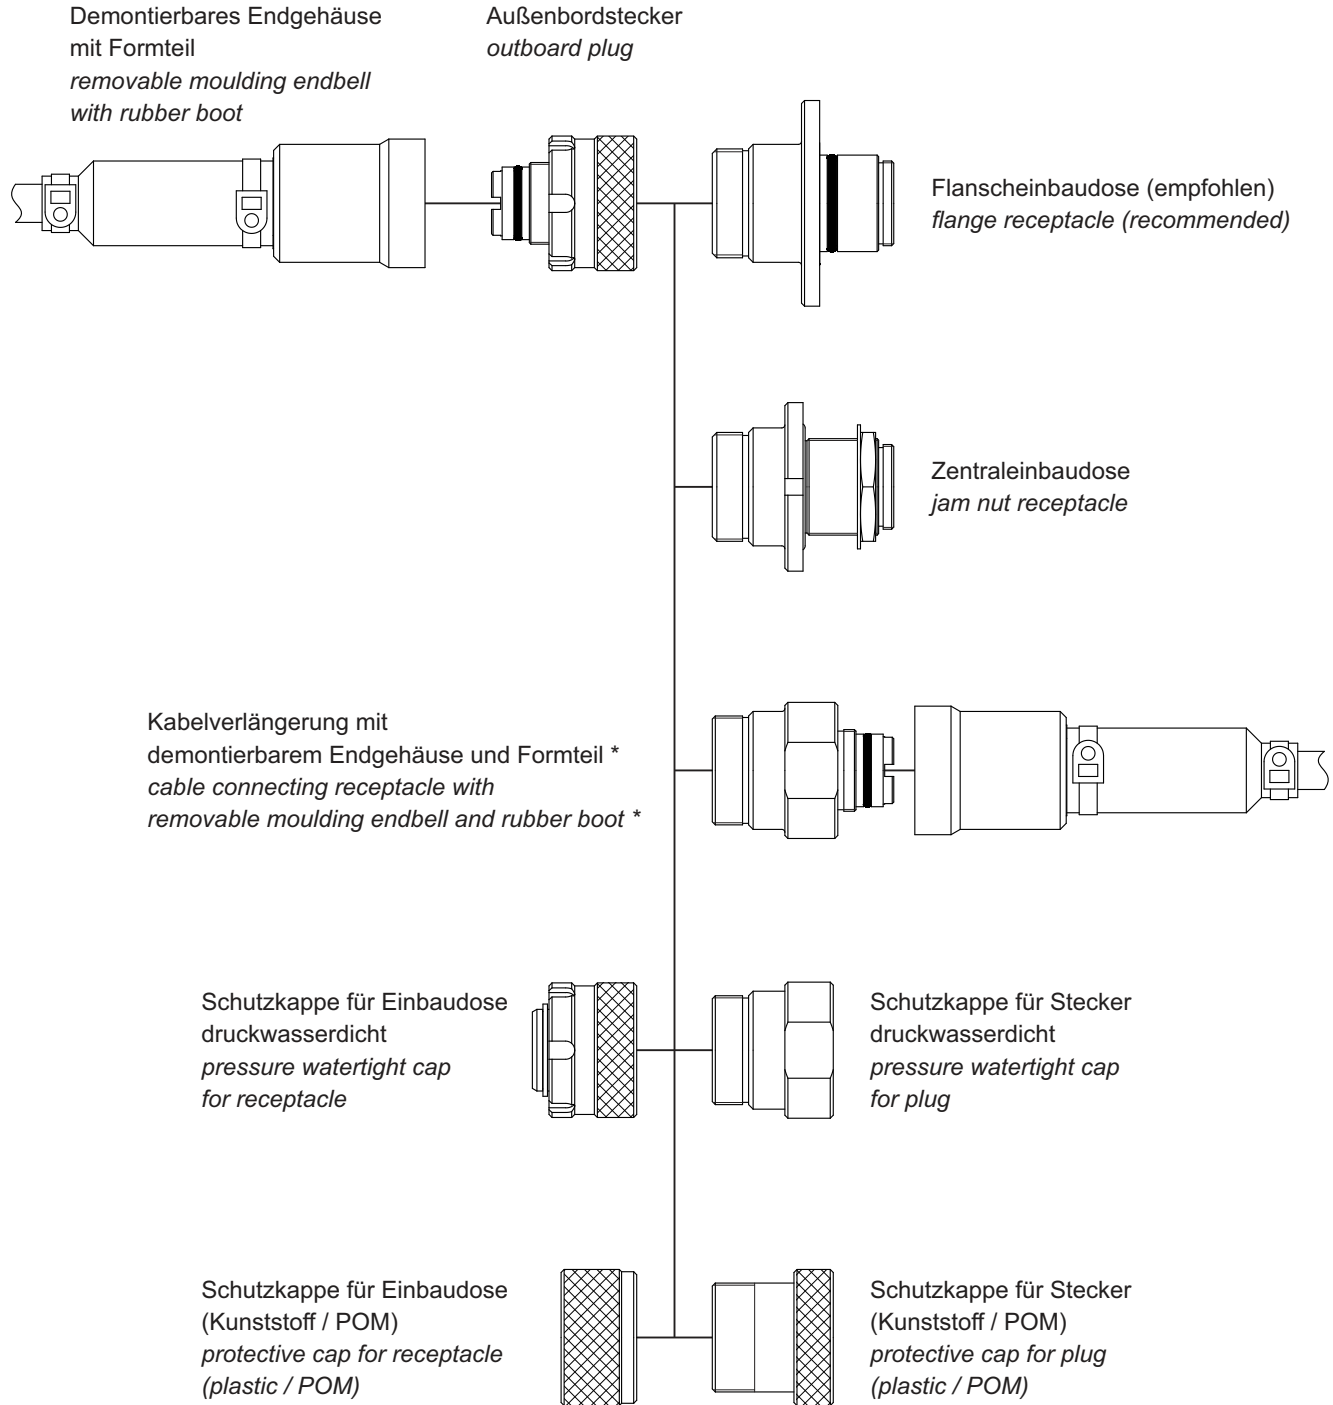 Demontierbares Endgehäuse
mit Formteil
removable moulding endbell
with rubber boot
Außenbordstecker
outboard plug
Flanscheinbaudose (empfohlen)
flange receptacle (recommended)
Zentraleinbaudose
jam nut receptacle
Kabelverlängerung mit
demontierbarem Endgehäuse und Formteil *
cable connecting receptacle with
removable moulding endbell and rubber boot *
Schutzkappe für Einbaudose
druckwasserdicht
pressure watertight cap
for receptacle
Schutzkappe für Stecker
druckwasserdicht
pressure watertight cap
for plug
Schutzkappe für Einbaudose
(Kunststoff / POM)
protective cap for receptacle
(plastic / POM)
Schutzkappe für Stecker
(Kunststoff / POM)
protective cap for plug
(plastic / POM)